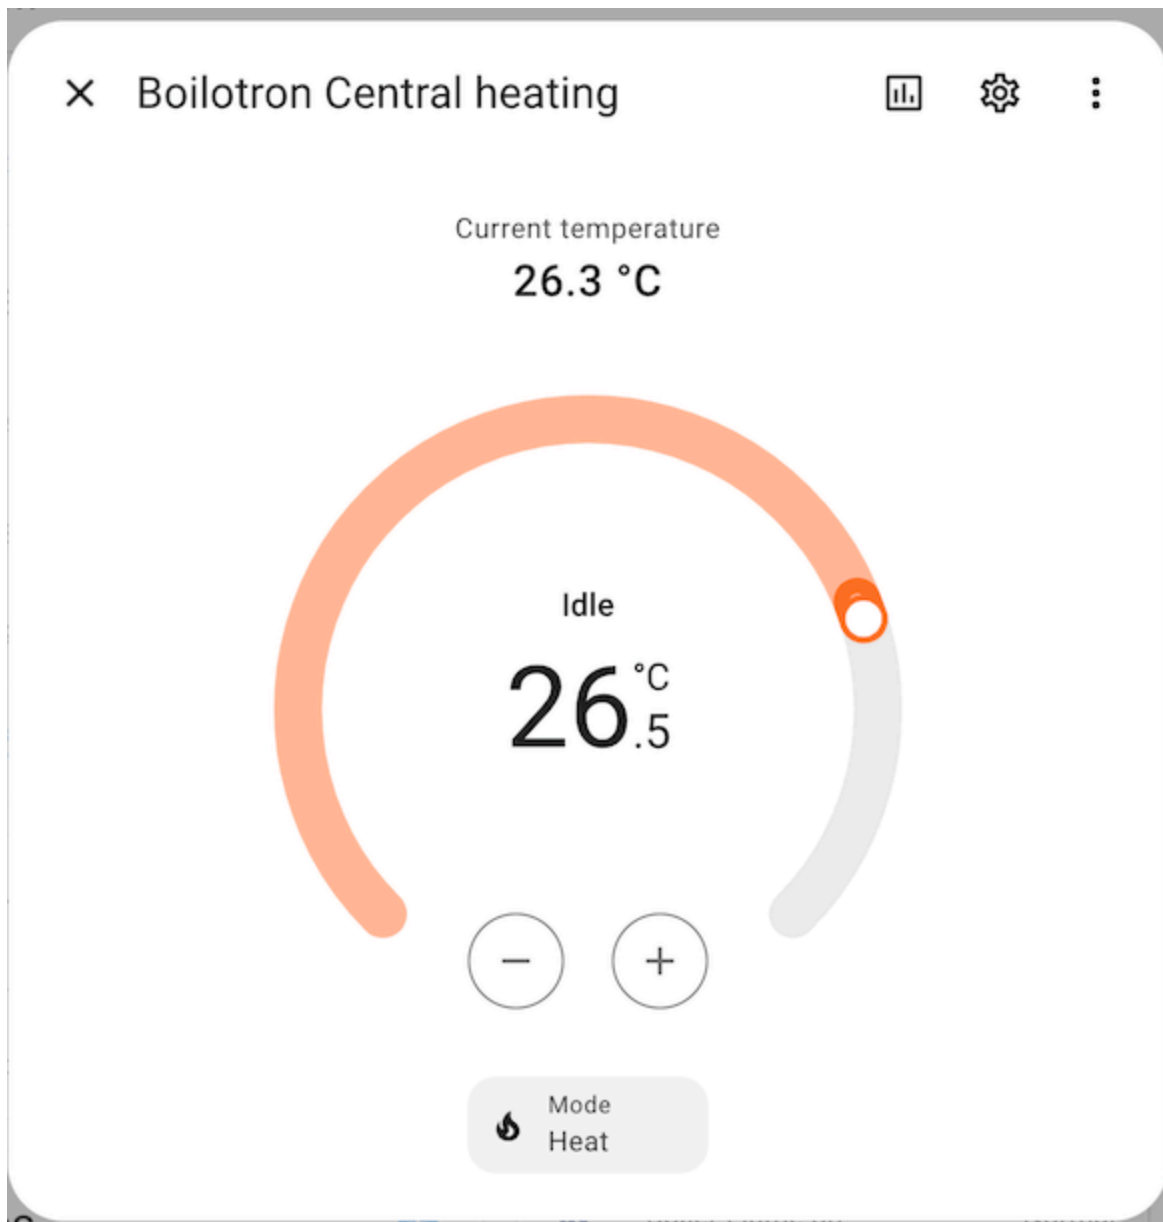 Boilotron Central heating
Current temperature
26.3 °C
Idle
26.5 °C
Mode
Heat